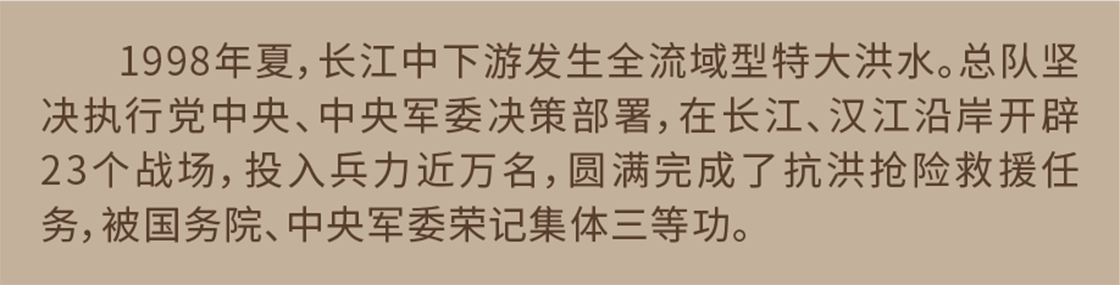 1998年夏，长江中下游发生全流域型特大洪水。总队坚
决执行党中央、中央军委决策部署，在长江、汉江沿岸开辟
23个战场，投入兵力近万名，圆满完成了抗洪抢险救援任
务，被国务院、中央军委荣记集体三等功。